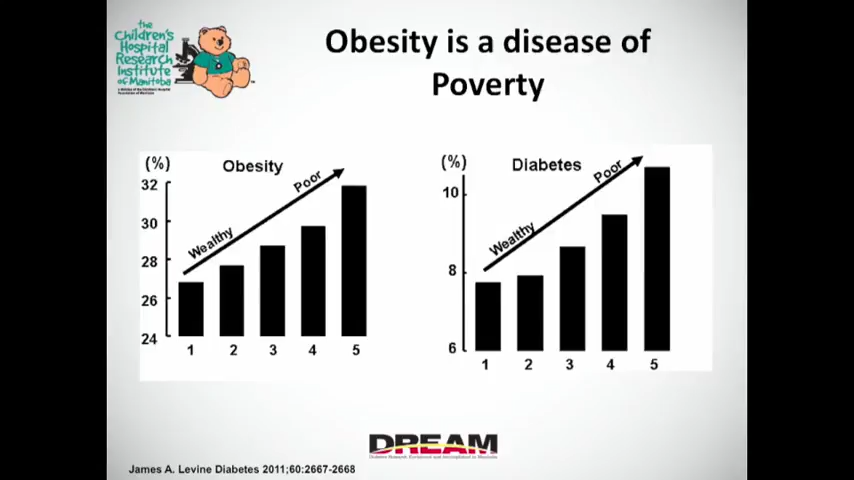 the
Children's
Hospital
Research
Institute
of Manitoba
Obesity is a disease of
Poverty
(%)
Obesity
32
30
28
26
24
Wealthy
Poor
1 2 3 4 5
(%)
Diabetes
10
8
6
Wealthy
Poor
1 2 3 4 5
DREAM
James A. Levine Diabetes 2011;60:2667-2668